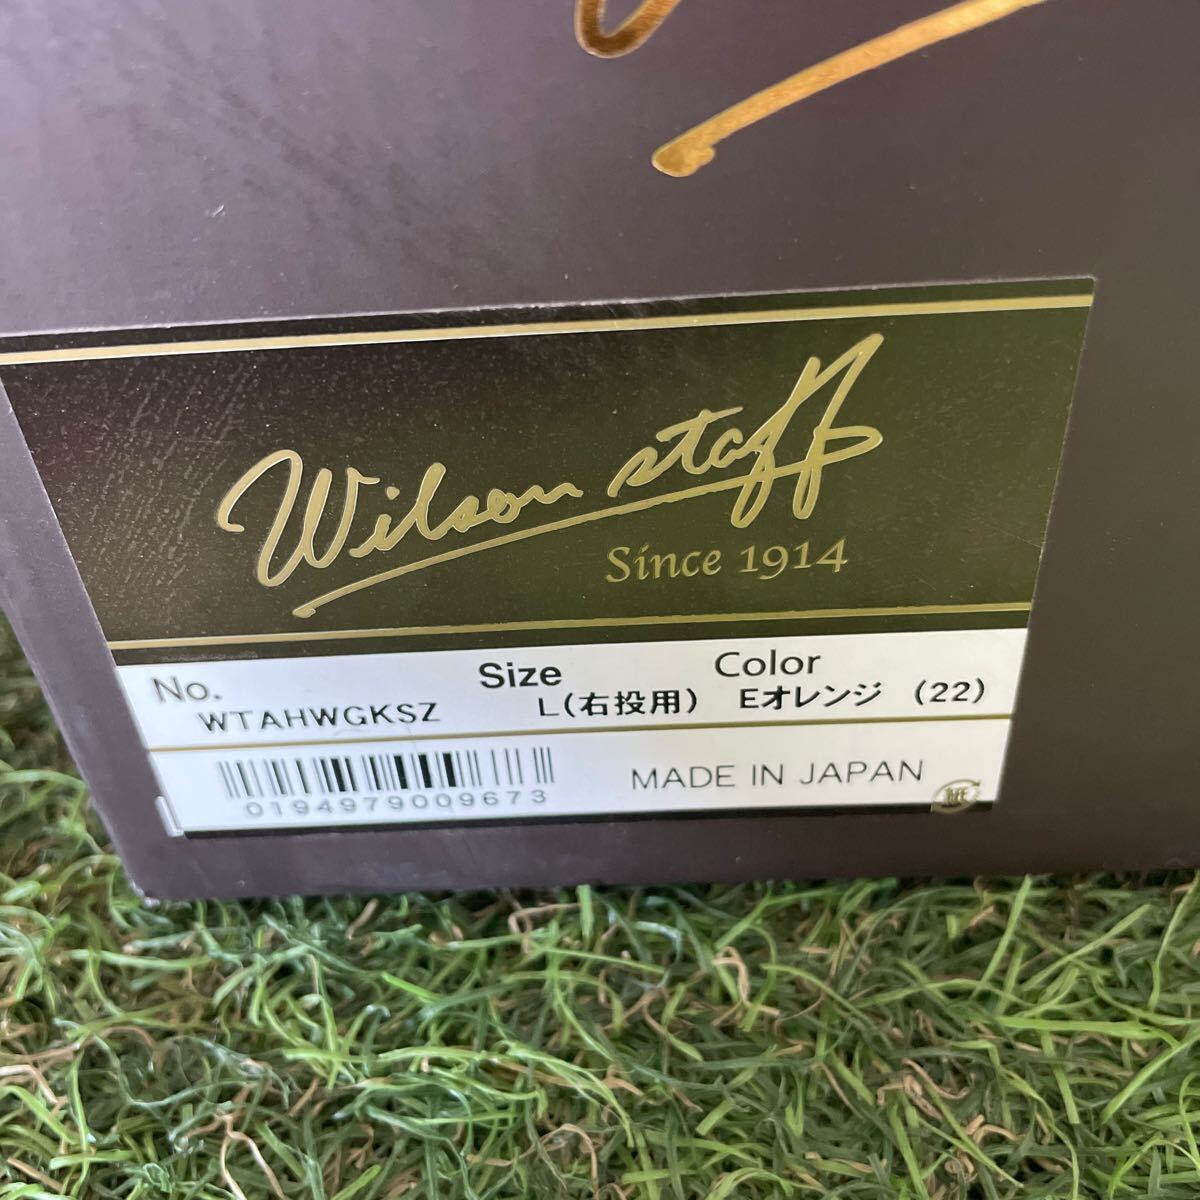 Wilson staff
Since 1914
No. Size Color
WTAHWGKSZ L(右投用) Eオレンジ (22)
0194979009673 MADE IN JAPAN